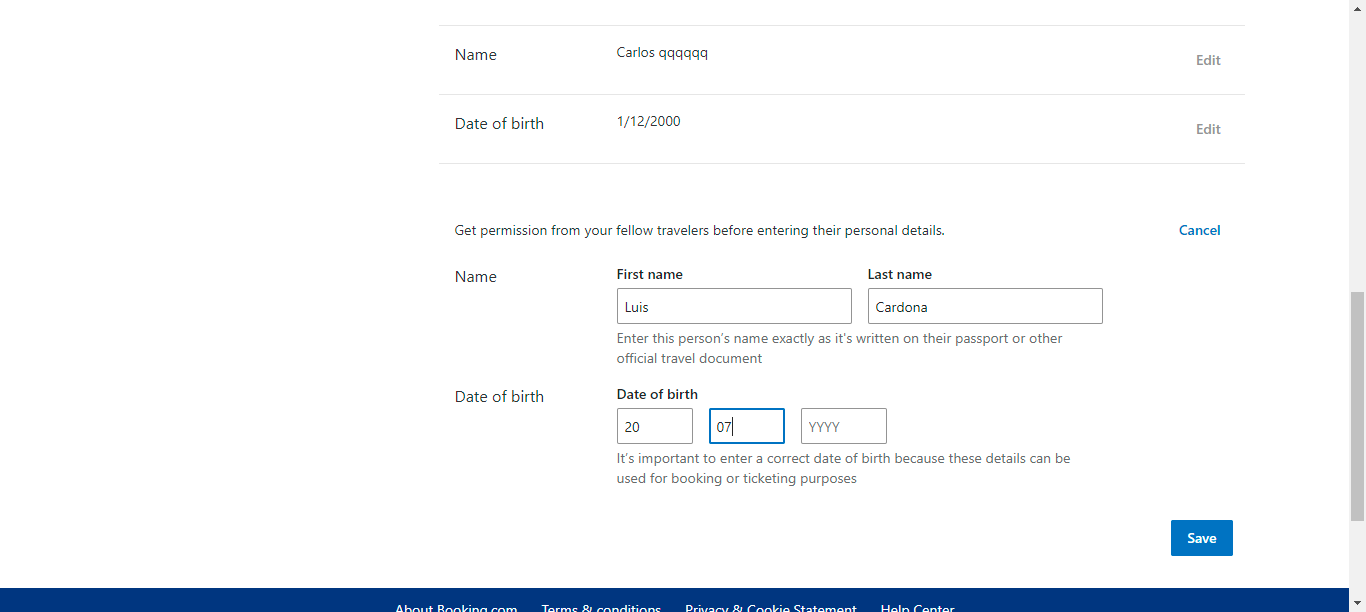 Name
Carlos qqqqqq
Edit
Date of birth
1/12/2000
Edit
Get permission from your fellow travelers before entering their personal details.
Cancel
Name
First name
Last name
Luis
Cardona
Enter this person's name exactly as it's written on their passport or other
official travel document
Date of birth
Date of birth
20
07
YYYY
It's important to enter a correct date of birth because these details can be
used for booking or ticketing purposes
Save
About Booking.com
Terms & conditions
Privacy & Cookie Statement
Help Center